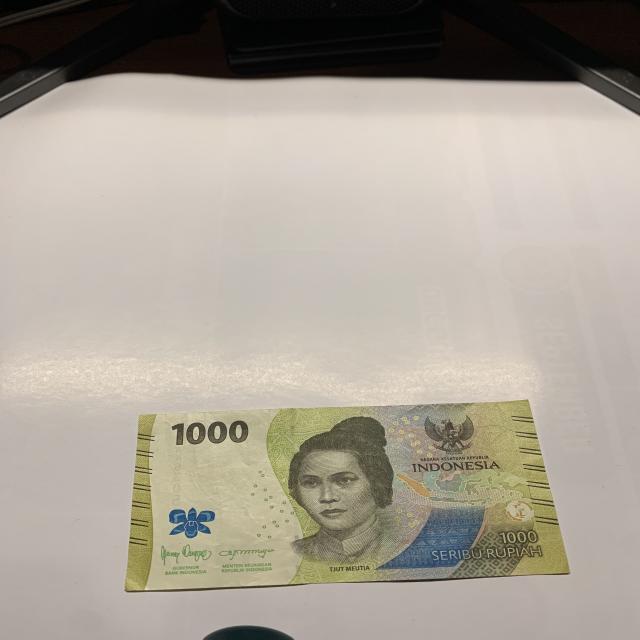 1000
NEGARA KESATUAN REPUBLIK
INDONESIA
1000
SERIBU RUPIAH
GUBERNUR
BANK INDONESIA
MENTERI KEUANGAN
REPUBLIK INDONESIA
TJUT MEUTIA